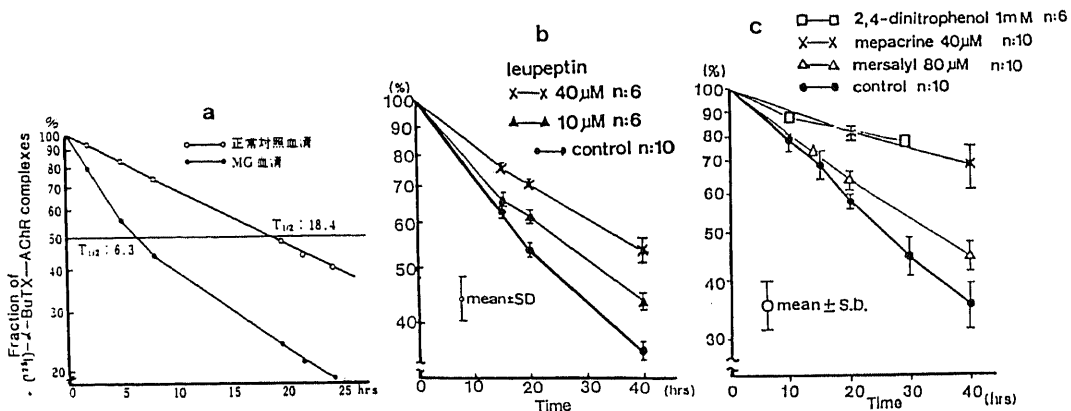 a
%
100
90
80
70
60
50
40
30
20
0
5
10
15
20
25 hrs
正常対照血清
MG 血清
T1/2 : 18.4
T1/2 : 6.3
Fraction of
(¹²⁵I)-α-BuTX—AChR complexes
b
leupeptin
40μM n:6
10μM n:6
control n:10
(%)
100
90
80
70
60
50
40
mean±SD
0
10
20
30
40
(hrs)
Time
c
2,4-dinitrophenol 1mM n:6
mepacrine 40μM n:10
mersalyl 80μM n:10
control n:10
(%)
100
90
80
70
60
50
40
30
mean ± S.D.
0
10
20
30
40
(hrs)
Time